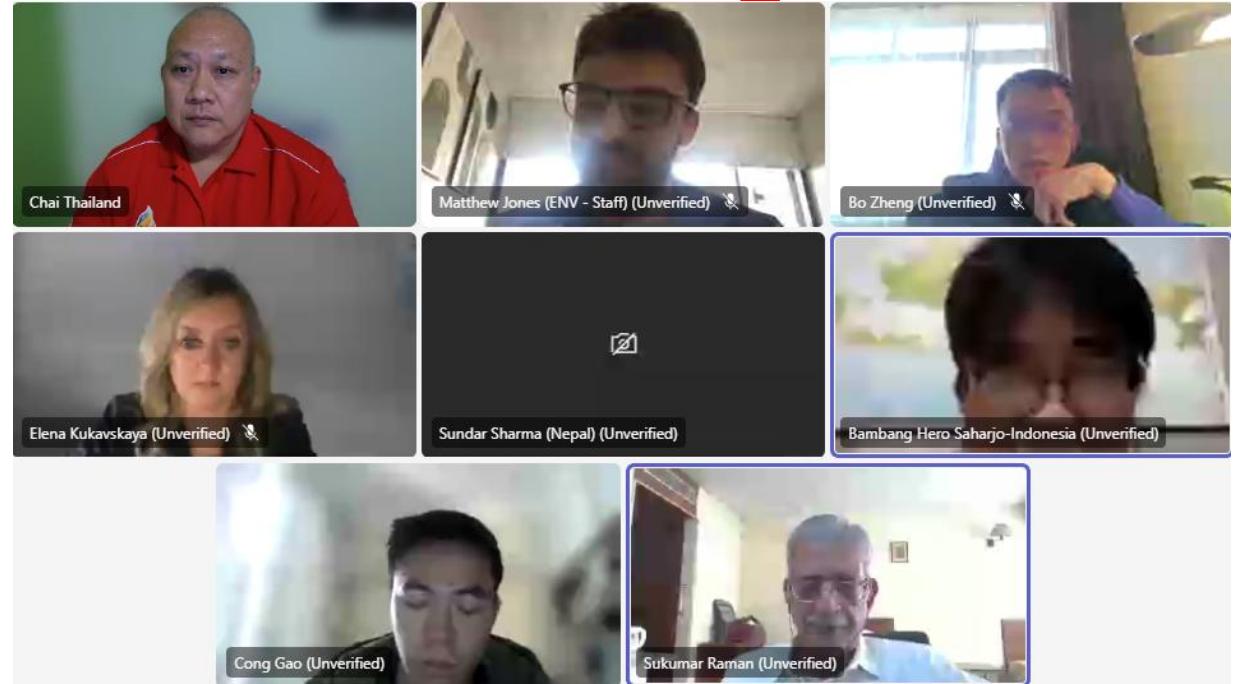 Chai Thailand
Matthew Jones (ENV - Staff) (Unverified)
Bo Zheng (Unverified)
Elena Kukavskaya (Unverified)
Sundar Sharma (Nepal) (Unverified)
Bambang Hero Saharjo-Indonesia (Unverified)
Cong Gao (Unverified)
Sukumar Raman (Unverified)